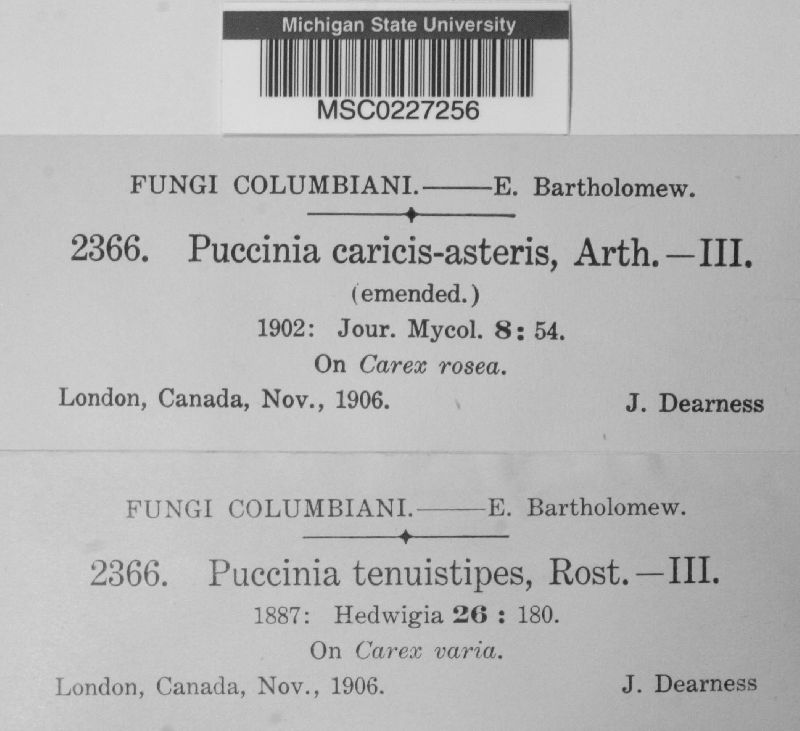 Michigan State University
MSC0227256
FUNGI COLUMBIANI.——E. Bartholomew.
2366. Puccinia caricis-asteris, Arth.—III.
(emended.)
1902: Jour. Mycol. 8: 54.
On Carex rosea.
London, Canada, Nov., 1906. J. Dearness
FUNGI COLUMBIANI.——E. Bartholomew.
2366. Puccinia tenuistipes, Rost.—III.
1887: Hedwigia 26 : 180.
On Carex varia.
London, Canada, Nov., 1906. J. Dearness